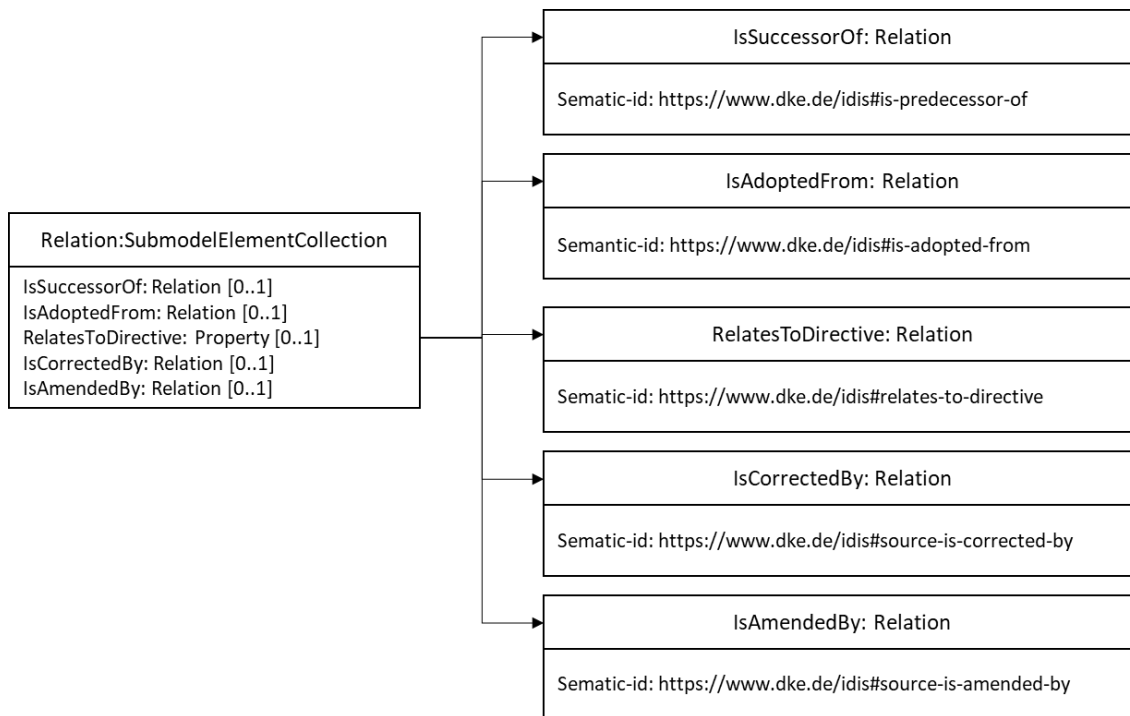 IsSuccessorOf: Relation
Sematic-id: https://www.dke.de/idis#is-predecessor-of
IsAdoptedFrom: Relation
Semantic-id: https://www.dke.de/idis#is-adopted-from
Relation:SubmodelElementCollection
IsSuccessorOf: Relation [0..1]
IsAdoptedFrom: Relation [0..1]
RelatesToDirective: Property [0..1]
IsCorrectedBy: Relation [0..1]
IsAmendedBy: Relation [0..1]
RelatesToDirective: Relation
Sematic-id: https://www.dke.de/idis#relates-to-directive
IsCorrectedBy: Relation
Sematic-id: https://www.dke.de/idis#source-is-corrected-by
IsAmendedBy: Relation
Sematic-id: https://www.dke.de/idis#source-is-amended-by